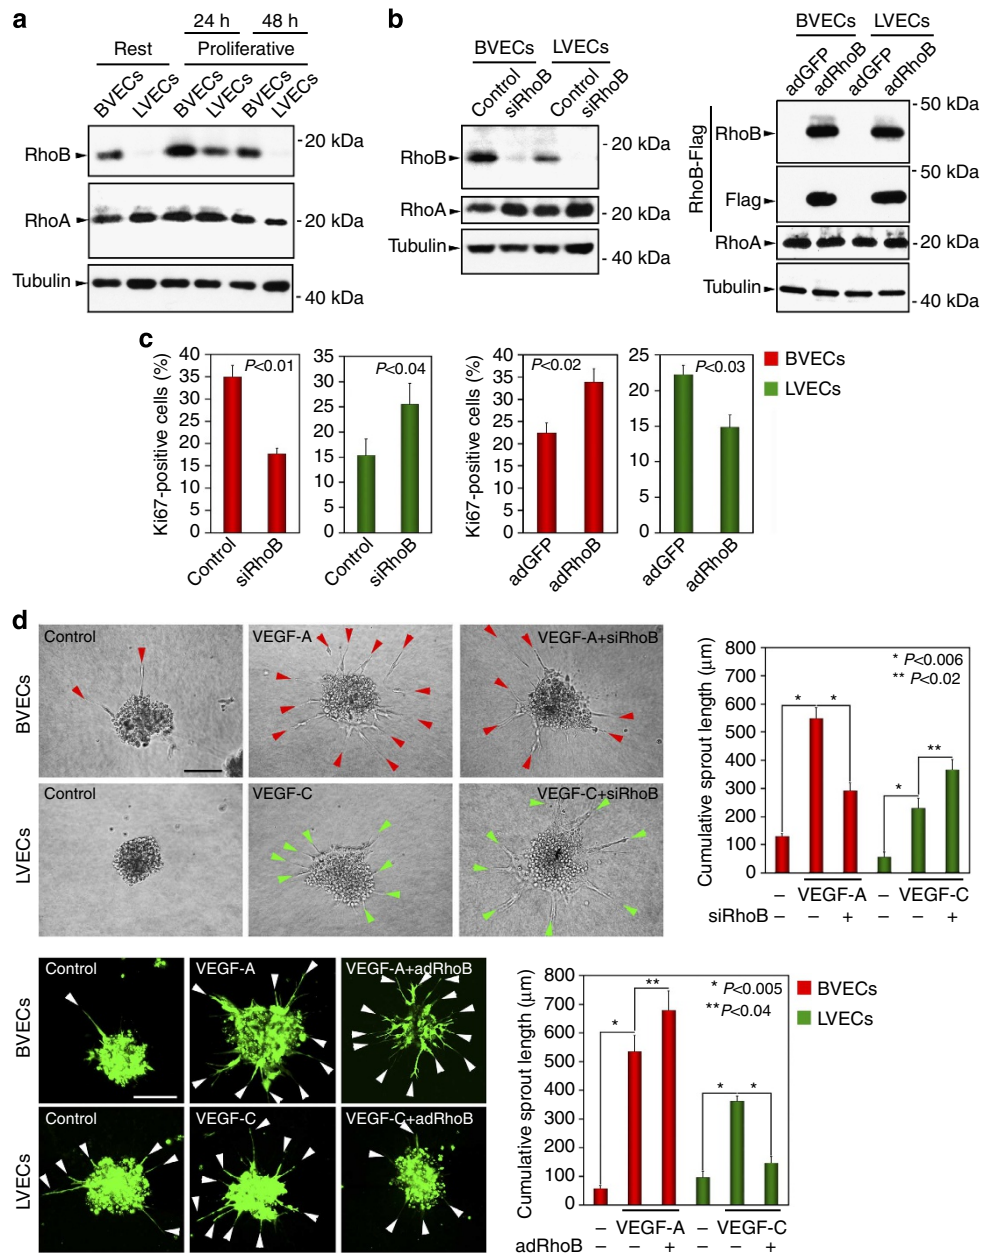 a
24 h 48 h
Rest Proliferative
BVECs LVECs BVECs LVECs BVECs LVECs
RhoB - 20 kDa
RhoA - 20 kDa
Tubulin - 40 kDa
b
BVECs LVECs
Control siRhoB Control siRhoB
RhoB - 20 kDa
RhoA - 20 kDa
Tubulin - 40 kDa
BVECs LVECs
adGFP adRhoB adGFP adRhoB
RhoB-Flag
- 50 kDa
RhoB
- 50 kDa
Flag
RhoA - 20 kDa
Tubulin
- 40 kDa
c
Ki67-positive cells (%)
40
35
30
25
20
15
10
5
0
P<0.01
Control siRhoB
35
30
25
20
15
10
5
0
P<0.04
Control siRhoB
Ki67-positive cells (%)
40
35
30
25
20
15
10
5
0
P<0.02
adGFP adRhoB
25
20
15
10
5
0
P<0.03
adGFP adRhoB
BVECs
LVECs
d
BVECs
Control VEGF-A VEGF-A+siRhoB
LVECs
Control VEGF-C VEGF-C+siRhoB
Cumulative sprout length (μm)
800
700
600
500
400
300
200
100
0
* P<0.006
** P<0.02
* *
* **
– VEGF-A – VEGF-C
siRhoB – – + – – +
BVECs
Control VEGF-A VEGF-A+adRhoB
LVECs
Control VEGF-C VEGF-C+adRhoB
Cumulative sprout length (μm)
800
700
600
500
400
300
200
100
0
* P<0.005
**P<0.04
* **
* *
– VEGF-A – VEGF-C
adRhoB – – + – – +
BVECs
LVECs